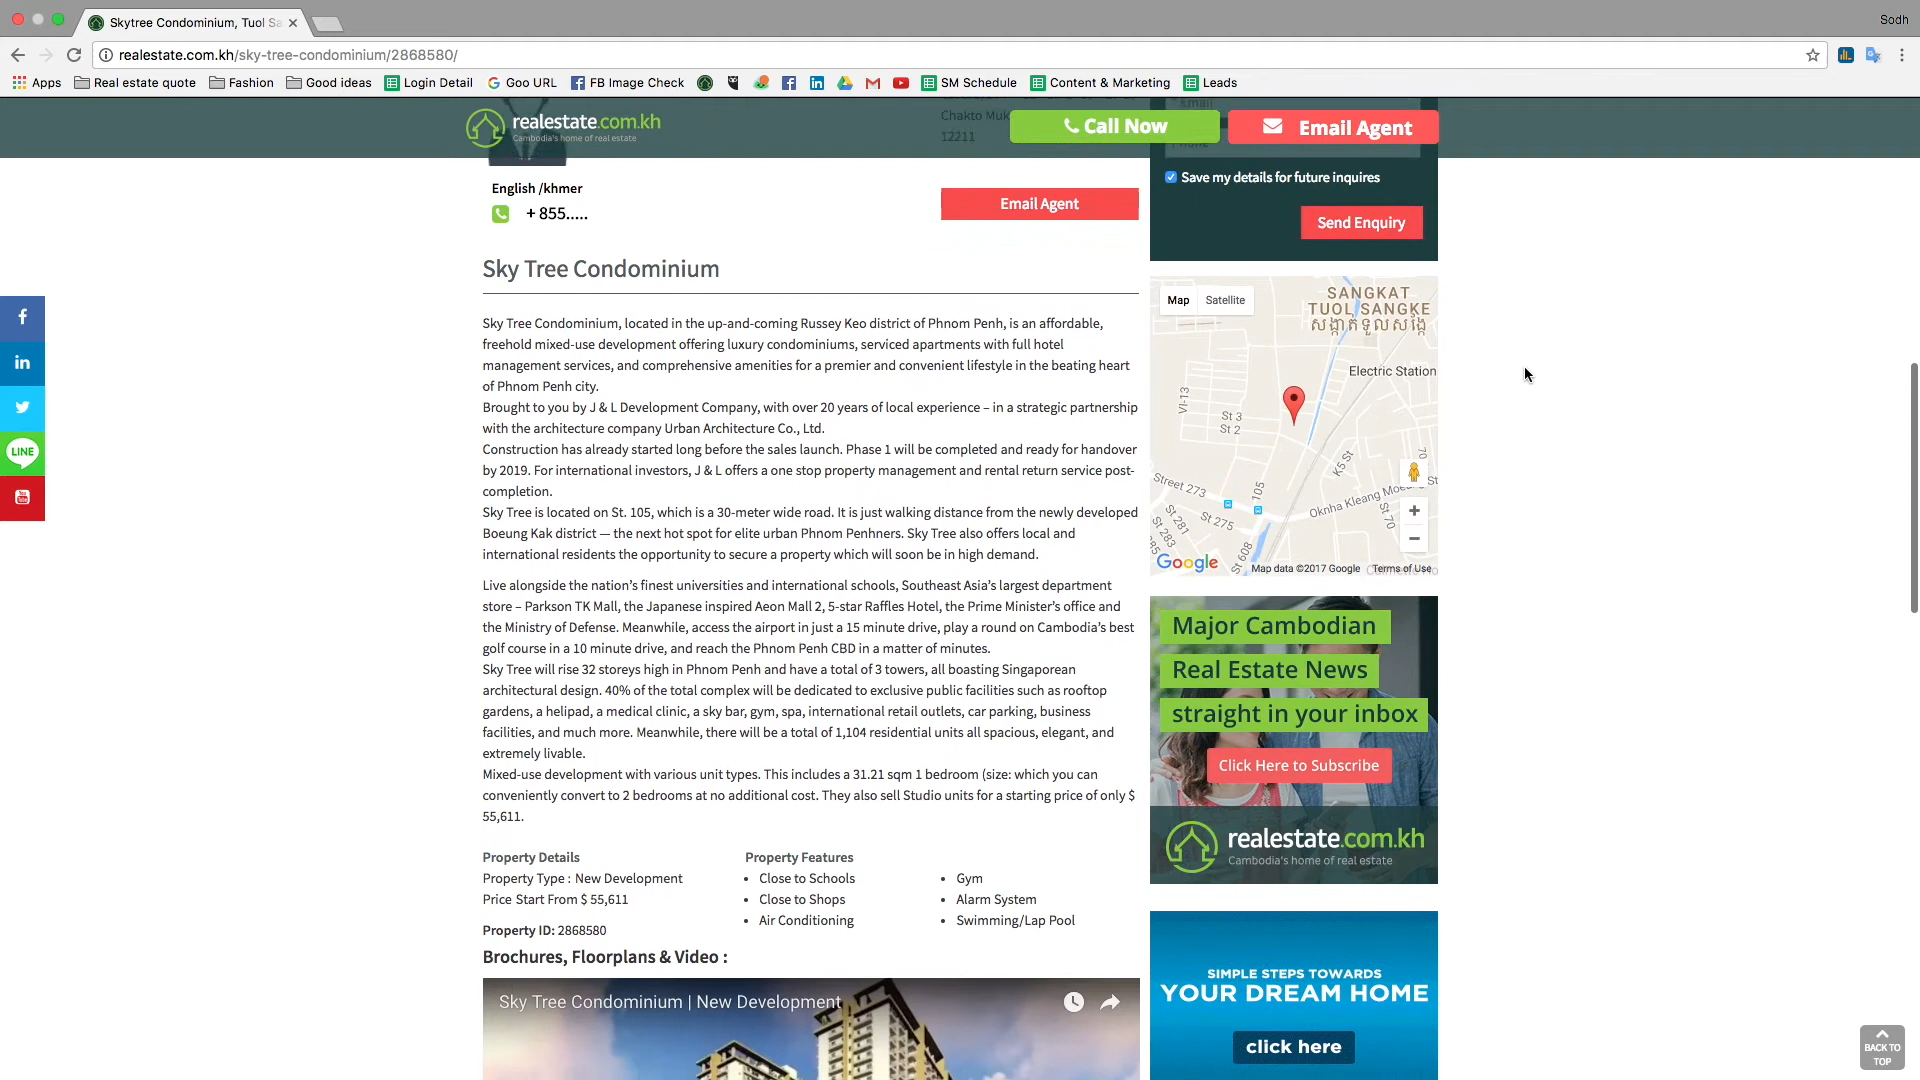 Skytree Condominium, Tuol Sa
Sodh
realestate.com.kh/sky-tree-condominium/2868580/
Apps Real estate quote Fashion Good ideas Login Detail Goo URL FB Image Check SM Schedule Content & Marketing Leads
realestate.com.kh
Cambodia's home of real estate
Chakto Muk
12211
Call Now
Email Agent
Email
Phone
Save my details for future inquires
Send Enquiry
English /khmer
+ 855.....
Email Agent
Sky Tree Condominium
LINE
Sky Tree Condominium, located in the up-and-coming Russey Keo district of Phnom Penh, is an affordable,
freehold mixed-use development offering luxury condominiums, serviced apartments with full hotel
management services, and comprehensive amenities for a premier and convenient lifestyle in the beating heart
of Phnom Penh city.
Brought to you by J & L Development Company, with over 20 years of local experience – in a strategic partnership
with the architecture company Urban Architecture Co., Ltd.
Construction has already started long before the sales launch. Phase 1 will be completed and ready for handover
by 2019. For international investors, J & L offers a one stop property management and rental return service post-
completion.
Sky Tree is located on St. 105, which is a 30-meter wide road. It is just walking distance from the newly developed
Boeung Kak district — the next hot spot for elite urban Phnom Penhners. Sky Tree also offers local and
international residents the opportunity to secure a property which will soon be in high demand.
Live alongside the nation's finest universities and international schools, Southeast Asia's largest department
store – Parkson TK Mall, the Japanese inspired Aeon Mall 2, 5-star Raffles Hotel, the Prime Minister's office and
the Ministry of Defense. Meanwhile, access the airport in just a 15 minute drive, play a round on Cambodia's best
golf course in a 10 minute drive, and reach the Phnom Penh CBD in a matter of minutes.
Sky Tree will rise 32 storeys high in Phnom Penh and have a total of 3 towers, all boasting Singaporean
architectural design. 40% of the total complex will be dedicated to exclusive public facilities such as rooftop
gardens, a helipad, a medical clinic, a sky bar, gym, spa, international retail outlets, car parking, business
facilities, and much more. Meanwhile, there will be a total of 1,104 residential units all spacious, elegant, and
extremely livable.
Mixed-use development with various unit types. This includes a 31.21 sqm 1 bedroom (size: which you can
conveniently convert to 2 bedrooms at no additional cost. They also sell Studio units for a starting price of only $
55,611.
Property Details
Property Type : New Development
Price Start From $ 55,611
Property ID: 2868580
Property Features
• Close to Schools
• Close to Shops
• Air Conditioning
• Gym
• Alarm System
• Swimming/Lap Pool
Brochures, Floorplans & Video :
Sky Tree Condominium | New Development
Map Satellite
SANGKAT
TUOL SANGKE
សង្កាត់ទួលសង្កែ
Electric Station
VI-13
St 3
St 2
K5 St
70
Street 273
105
Oknha Kleang Moe
St
St 281
St 275
St 70
St 283
285
St 608
Google
Map data ©2017 Google Terms of Use
Major Cambodian
Real Estate News
straight in your inbox
Click Here to Subscribe
realestate.com.kh
Cambodia's home of real estate
SIMPLE STEPS TOWARDS
YOUR DREAM HOME
click here
BACK TO
TOP